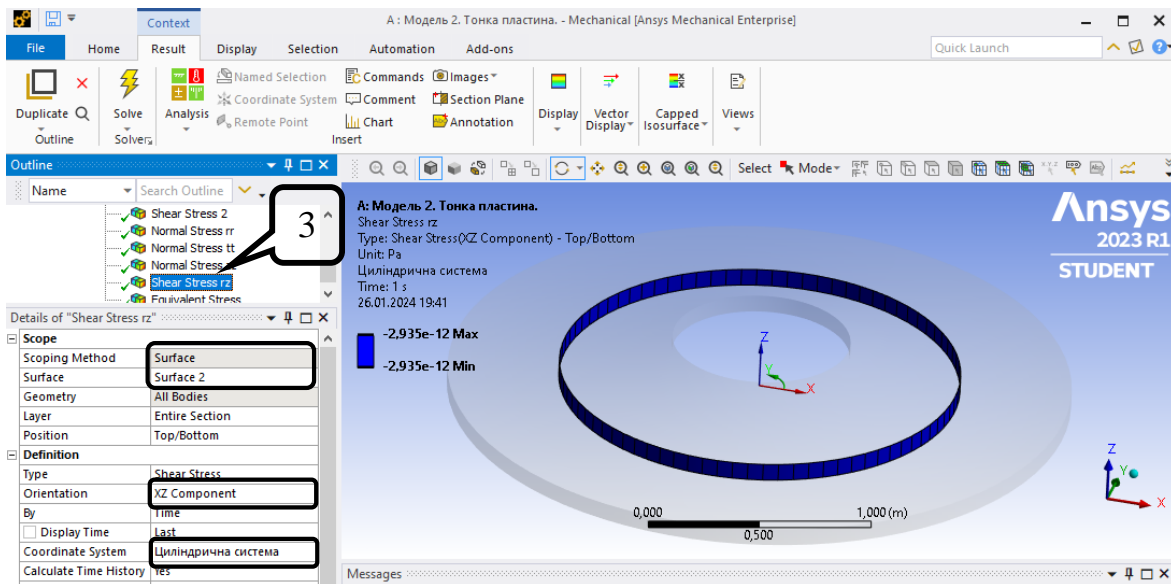 Context
A : Модель 2. Тонка пластина. - Mechanical [Ansys Mechanical Enterprise]
File
Home
Result
Display
Selection
Automation
Add-ons
Quick Launch
Duplicate
Outline
Solve
Solver
Analysis
Named Selection
Coordinate System
Remote Point
Commands
Comment
Chart
Images
Section Plane
Annotation
Insert
Display
Vector
Display
Capped
Isosurface
Views
Outline
Name
Search Outline
Select
Mode
Shear Stress 2
Normal Stress rr
Normal Stress tt
Normal Stress
Shear Stress rz
Equivalent Stress
3
Details of "Shear Stress rz"
Scope
Scoping Method Surface
Surface Surface 2
Geometry All Bodies
Layer Entire Section
Position Top/Bottom
Definition
Type Shear Stress
Orientation XZ Component
By Time
Display Time Last
Coordinate System Циліндрична система
Calculate Time History Yes
A: Модель 2. Тонка пластина.
Shear Stress rz
Type: Shear Stress(XZ Component) - Top/Bottom
Unit: Pa
Циліндрична система
Time: 1 s
26.01.2024 19:41
-2,935e-12 Max
-2,935e-12 Min
Ansys
2023 R1
STUDENT
Z
Y
X
Z
Y
X
0,000
1,000 (m)
0,500
Messages